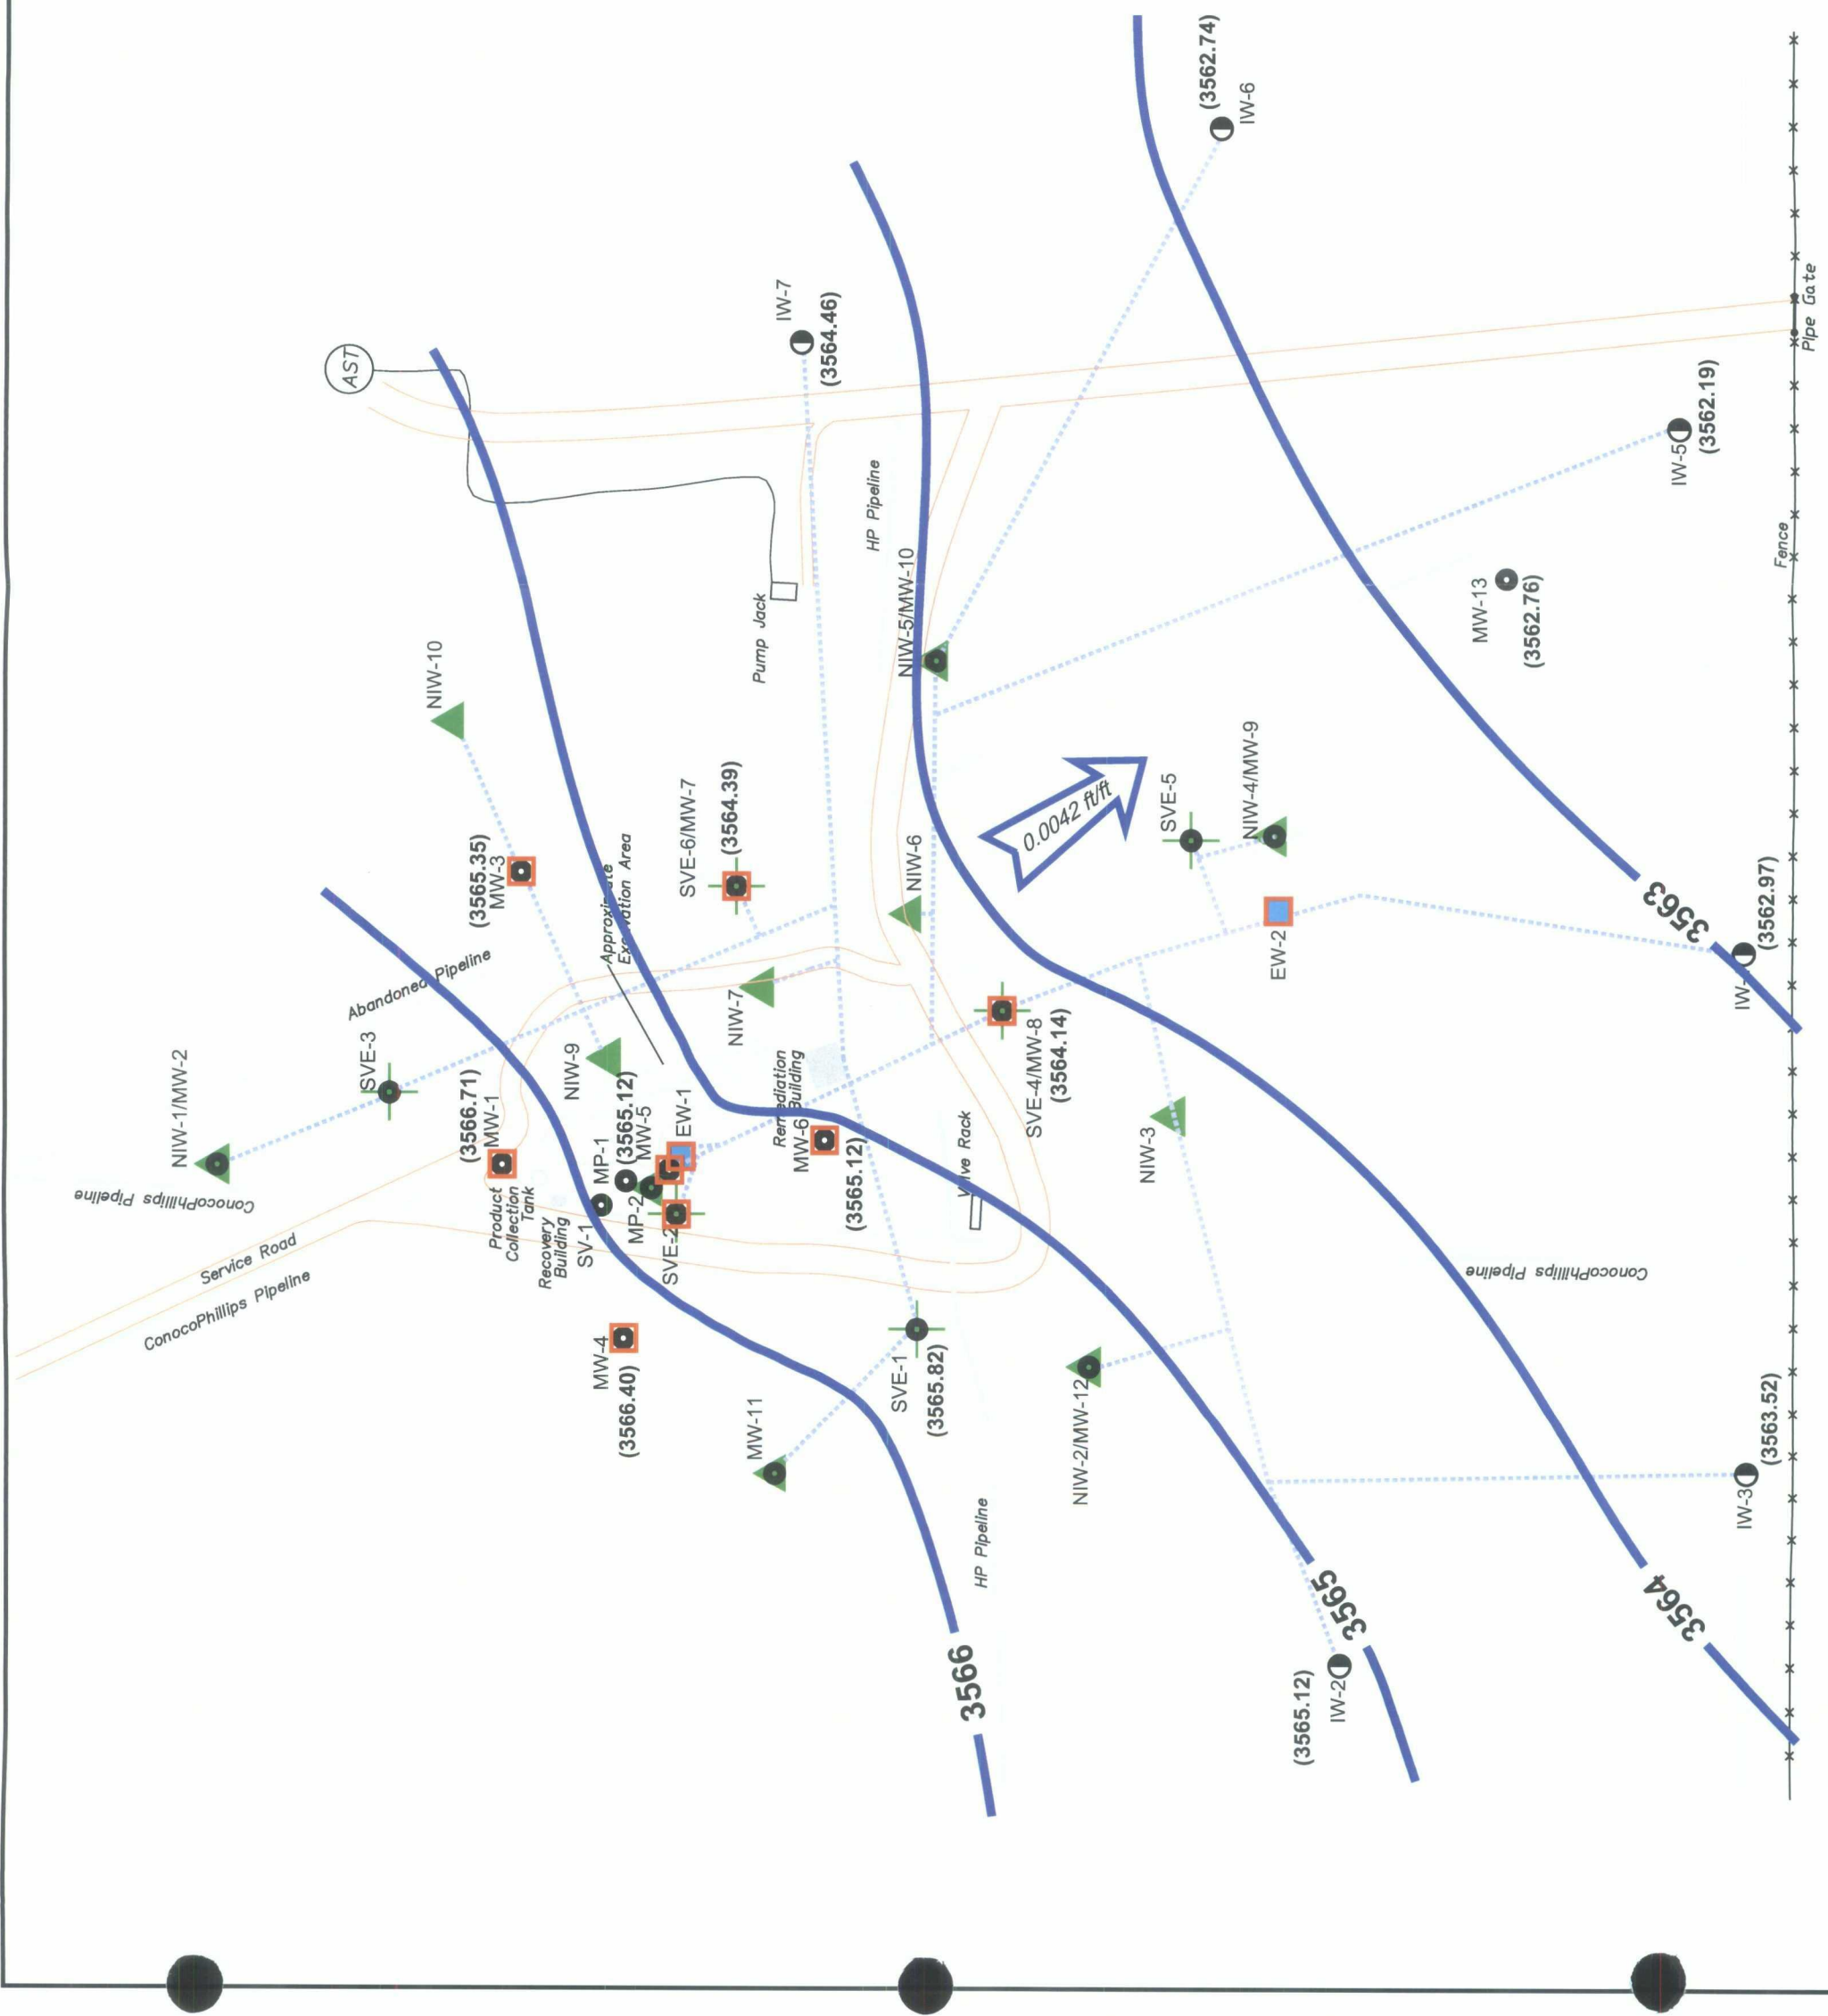 NIW-1/MW-2
ConocoPhillips Pipeline
Service Road
ConocoPhillips Pipeline
SVE-3
Abandoned Pipeline
AST
NIW-10
(3565.35)
MW-3
(3566.71)
MW-1
Product
Collection
Tank
Recovery
Building
SV-1
MP-1
(3565.12)
MW-5
MP-2
EW-1
SVE-2
NIW-9
Approximate
Excavation Area
SVE-6/MW-7
(3564.39)
NIW-7
Pump Jack
IW-7
(3564.46)
HP Pipeline
NIW-5/MW-10
NIW-6
Remediation
Building
MW-6
(3565.12)
Valve Rack
SVE-4/MW-8
(3564.14)
MW-4
(3566.40)
MW-11
SVE-1
(3565.82)
NIW-2/MW-12
NIW-3
HP Pipeline
0.0042 ft/ft
SVE-5
NIW-4/MW-9
EW-2
(3562.74)
IW-6
MW-13
(3562.76)
IW-5
(3562.19)
Pipe Gate
Fence
3563
(3562.97)
IW-
ConocoPhillips Pipeline
IW-3
(3563.52)
3564
3565
(3565.12)
IW-2
3566